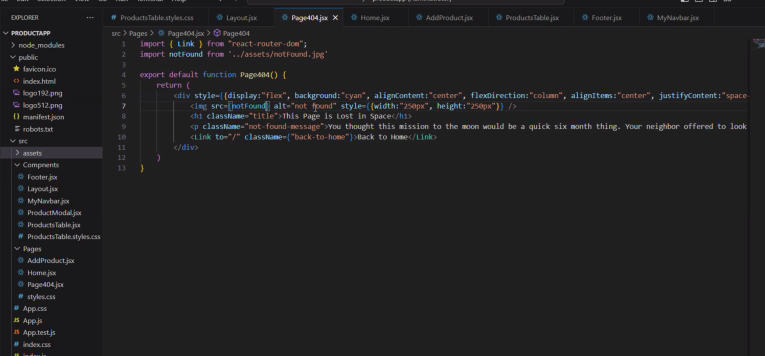 EXPLORER
ProductsTable.styles.css
Layout.jsx
Page404.jsx
Home.jsx
AddProduct.jsx
ProductsTable.jsx
Footer.jsx
MyNavbar.jsx
src > Pages > Page404.jsx > Page404
PRODUCTAPP
node_modules
public
favicon.ico
index.html
logo192.png
logo512.png
manifest.json
robots.txt
src
assets
Compnents
Footer.jsx
Layout.jsx
MyNavbar.jsx
ProductModal.jsx
ProductsTable.jsx
ProductsTable.styles.css
Pages
AddProduct.jsx
Home.jsx
Page404.jsx
styles.css
App.css
App.js
App.test.js
index.css
1 import { Link } from "react-router-dom";
2 import notFound from '../assets/notFound.jpg'
3
4 export default function Page404() {
5 return (
6 <div style={{display:"flex", background:"cyan", alignContent:"center", flexDirection:"column", alignItems:"center", justifyContent:"space-
7 <img src={notFound} alt="not found" style={{width:"250px", height:"250px"}} />
8 <h1 className="title">This Page is Lost in Space</h1>
9 <p className="not-found-message">You thought this mission to the moon would be a quick six month thing. Your neighbor offered to look
10 <Link to="/" className={"back-to-home"}>Back to Home</Link>
11 </div>
12 )
13 }